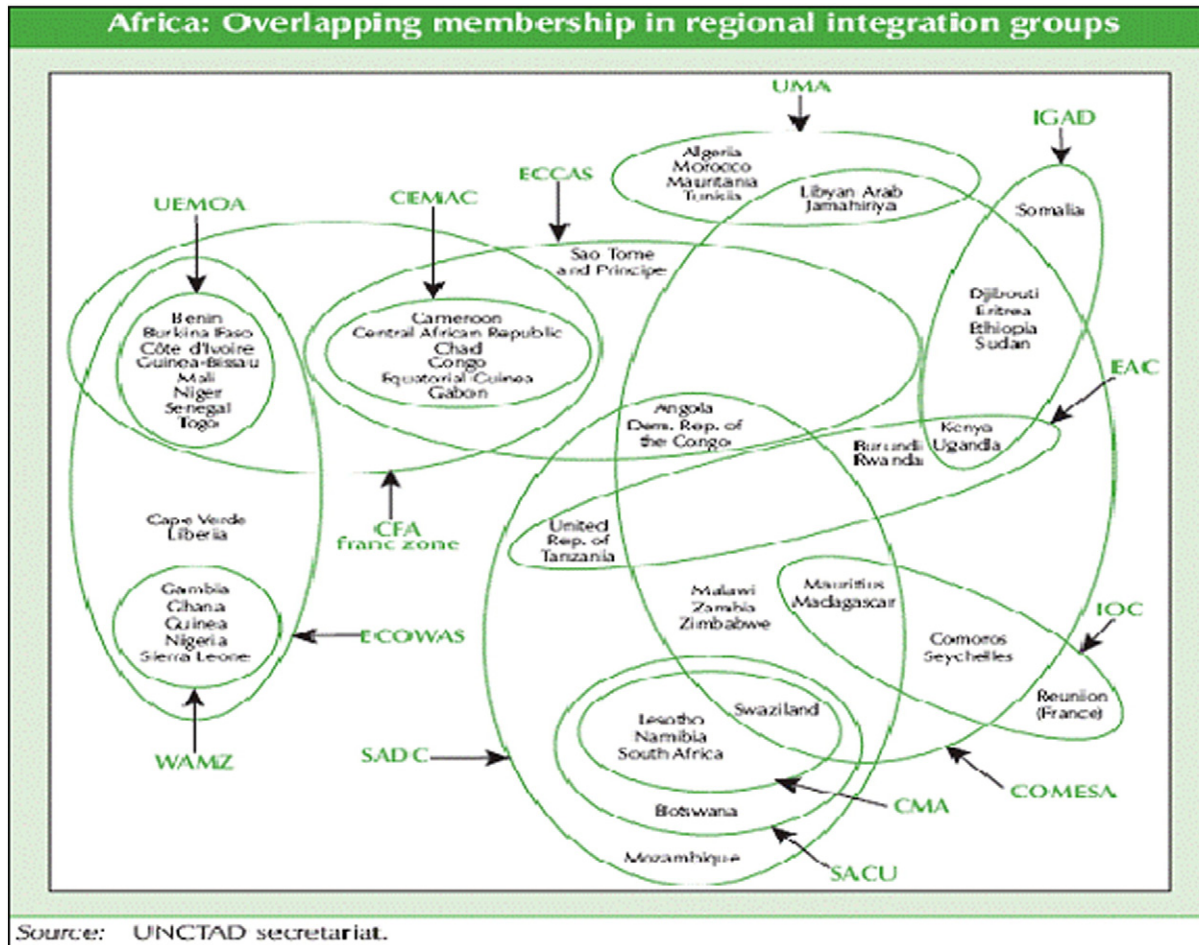 Africa: Overlapping membership in regional integration groups
UMA
IGAD
ECCAS
CEMAC
UEMOA
Algeria
Morocco
Mauritania
Tunisia
Libyan Arab
Jamahiriya
Somalia
Sao Tome
and Principe
Djibouti
Eritrea
Ethiopia
Sudan
Benin
Burkina Faso
Côte d'Ivoire
Guinea-Bissau
Mali
Niger
Senegal
Togo
Cameroon
Central African Republic
Chad
Congo
Equatorial Guinea
Gabon
EAC
Angola
Dem. Rep. of
the Congo
Burundi
Rwanda
Kenya
Uganda
Cape Verde
Liberia
CFA
franc zone
United
Rep. of
Tanzania
Gambia
Ghana
Guinea
Nigeria
Sierra Leone
ECOWAS
Malawi
Zambia
Zimbabwe
Mauritius
Madagascar
IOC
Comoros
Seychelles
Reunion
(France)
Swaziland
Lesotho
Namibia
South Africa
WAMZ
SADC
COMESA
CMA
Botswana
Mozambique
SACU
Source: UNCTAD secretariat.